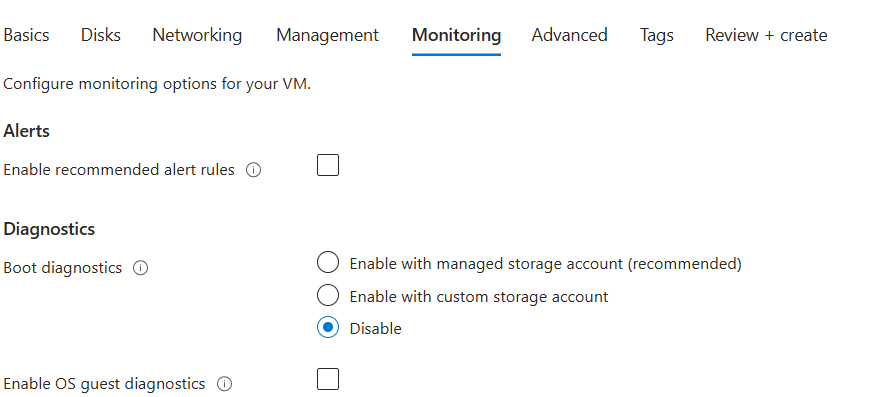 Basics Disks Networking Management Monitoring Advanced Tags Review + create
Configure monitoring options for your VM.
Alerts
Enable recommended alert rules
Diagnostics
Boot diagnostics
Enable with managed storage account (recommended)
Enable with custom storage account
Disable
Enable OS guest diagnostics